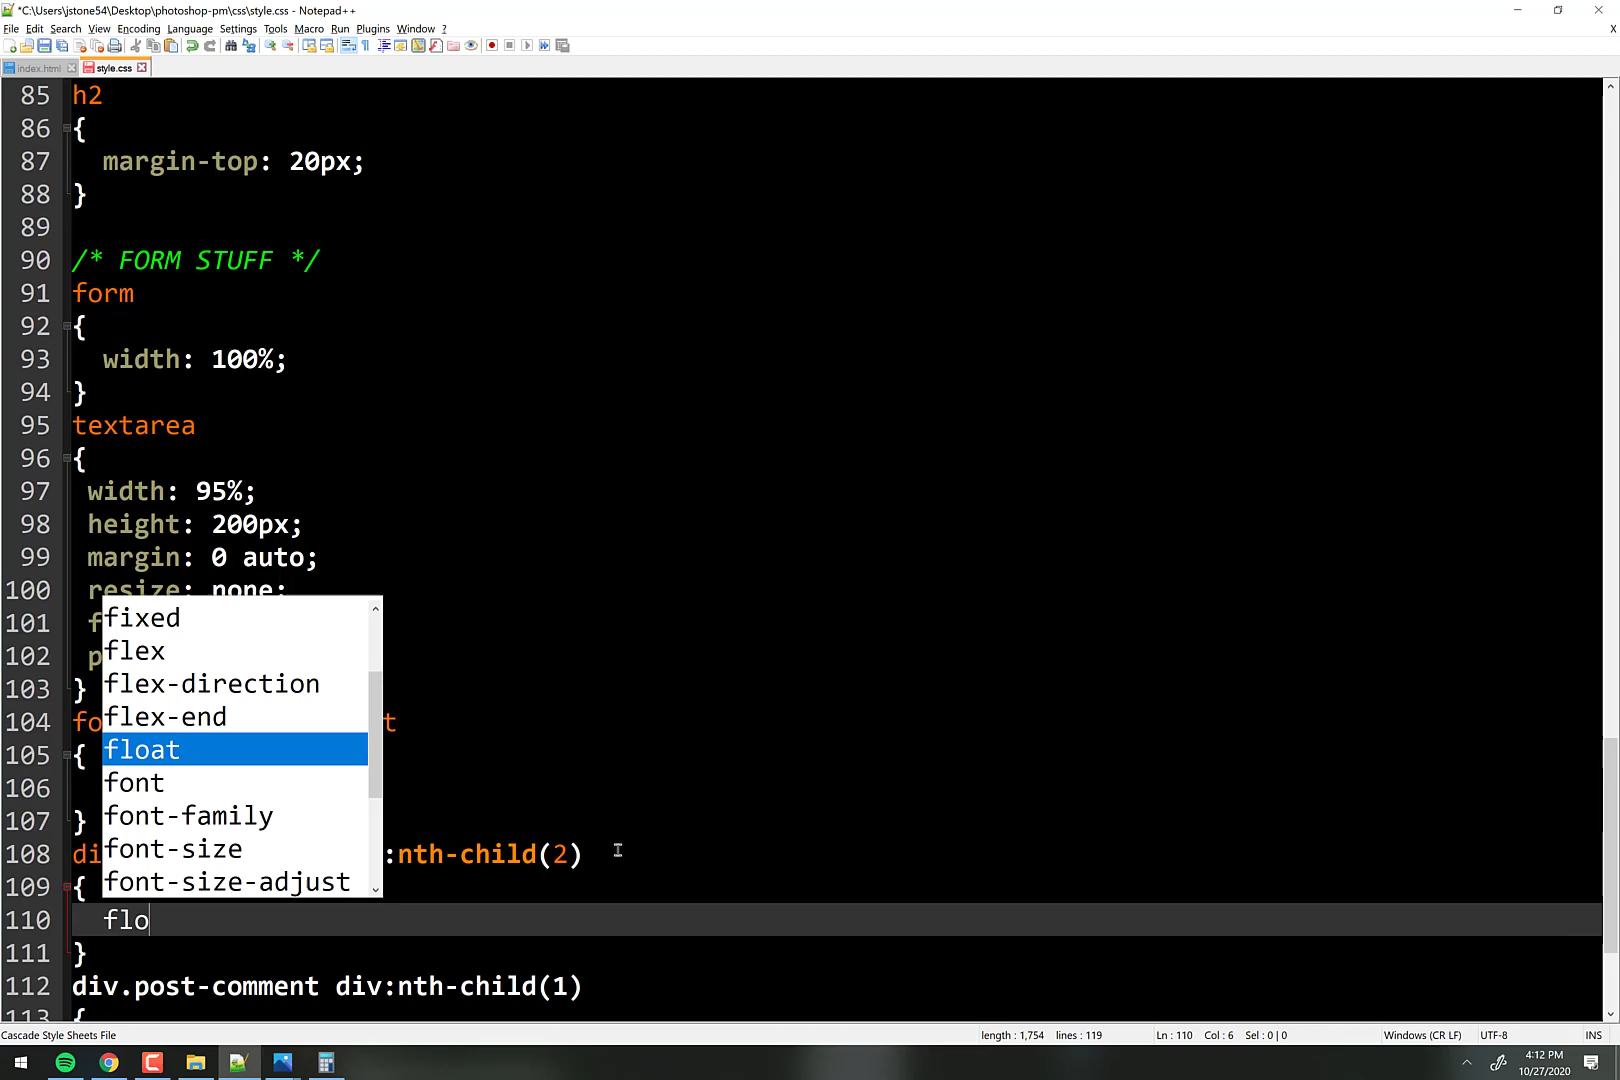 *C:\Users\jstone54\Desktop\photoshop-pm\css\style.css - Notepad++
File Edit Search View Encoding Language Settings Tools Macro Run Plugins Window ? X
index.html style.css
85 h2
86 {
87 margin-top: 20px;
88 }
89
90 /* FORM STUFF */
91 form
92 {
93 width: 100%;
94 }
95 textarea
96 {
97 width: 95%;
98 height: 200px;
99 margin: 0 auto;
100 resize: none;
101 f
102 p
103 }
104 fo t
105 {
106
107 }
108 di :nth-child(2)
109 {
110 flo
111 }
112 div.post-comment div:nth-child(1)
113 {
fixed
flex
flex-direction
flex-end
float
font
font-family
font-size
font-size-adjust
Cascade Style Sheets File length : 1,754 lines : 119 Ln : 110 Col : 6 Sel : 0 | 0 Windows (CR LF) UTF-8 INS
4:12 PM
10/27/2020